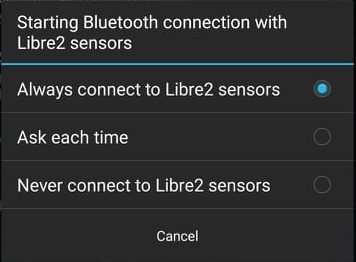 Starting Bluetooth connection with
Libre2 sensors
Always connect to Libre2 sensors
Ask each time
Never connect to Libre2 sensors
Cancel